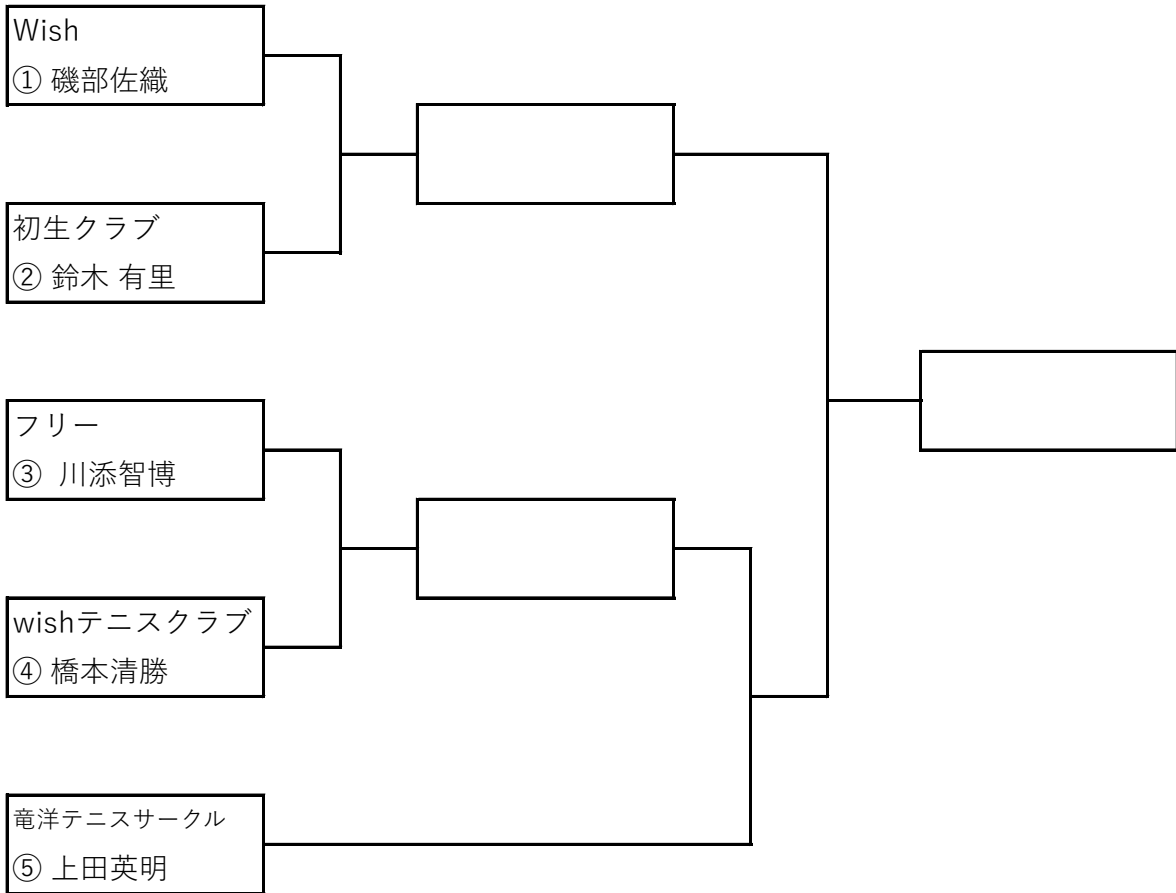 Wish
① 磯部佐織
初生クラブ
② 鈴木 有里
フリー
③ 川添智博
wishテニスクラブ
④ 橋本清勝
竜洋テニスサークル
⑤ 上田英明